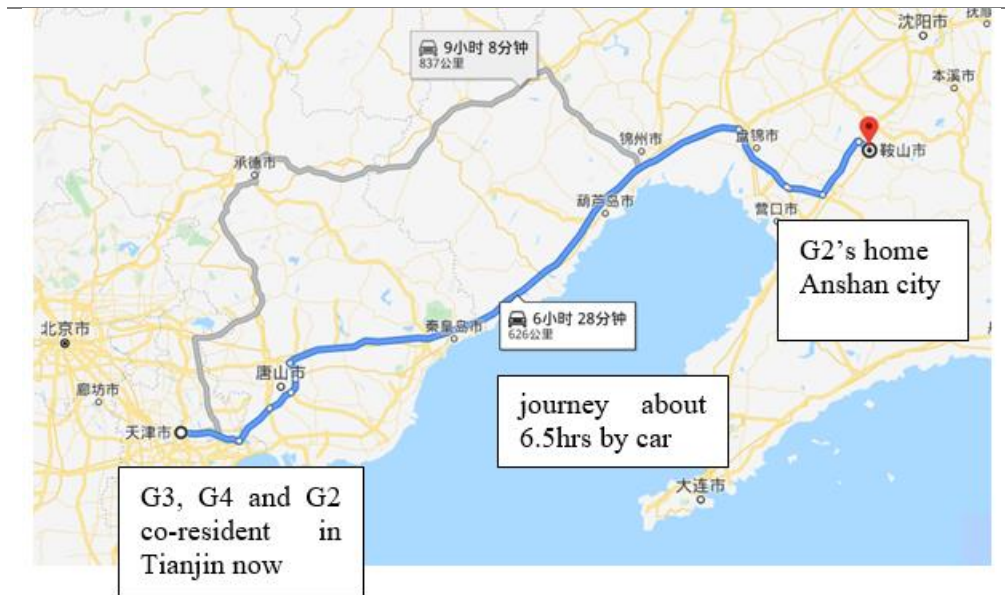 沈阳市
抚顺
9小时 8分钟
837公里
本溪市
锦州市
盘锦市
鞍山市
承德市
葫芦岛市
营口市
G2’s home
Anshan city
北京市
秦皇岛市
6小时 28分钟
626公里
唐山市
廊坊市
天津市
journey about
6.5hrs by car
大连市
G3, G4 and G2
co-resident in
Tianjin now